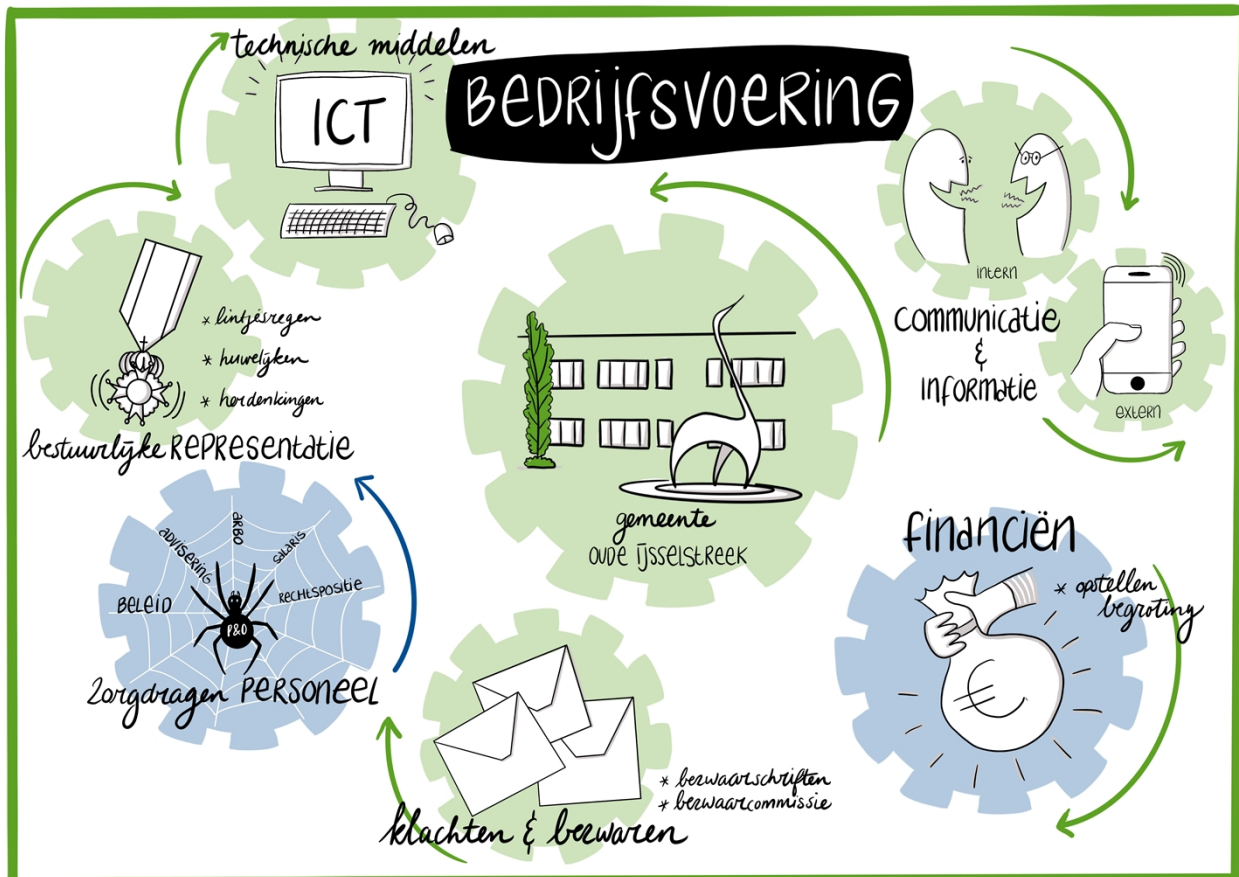 technische middelen
ICT
BEDRIJFSVOERING
intern
communicatie
&
informatie
extern
* lintjesregen
* huwelijken
* herdenkingen
bestuurlijke REPRESENTATIE
gemeente
OUDE IJSSELSTREEK
financiën
* opstellen
begroting
BELEID
ADVISERING
ARBO
SALARIS
RECHTSPOSITIE
P&O
Zorgdragen PERSONEEL
* bezwaarschriften
* bezwaarcommissie
klachten & bezwaren